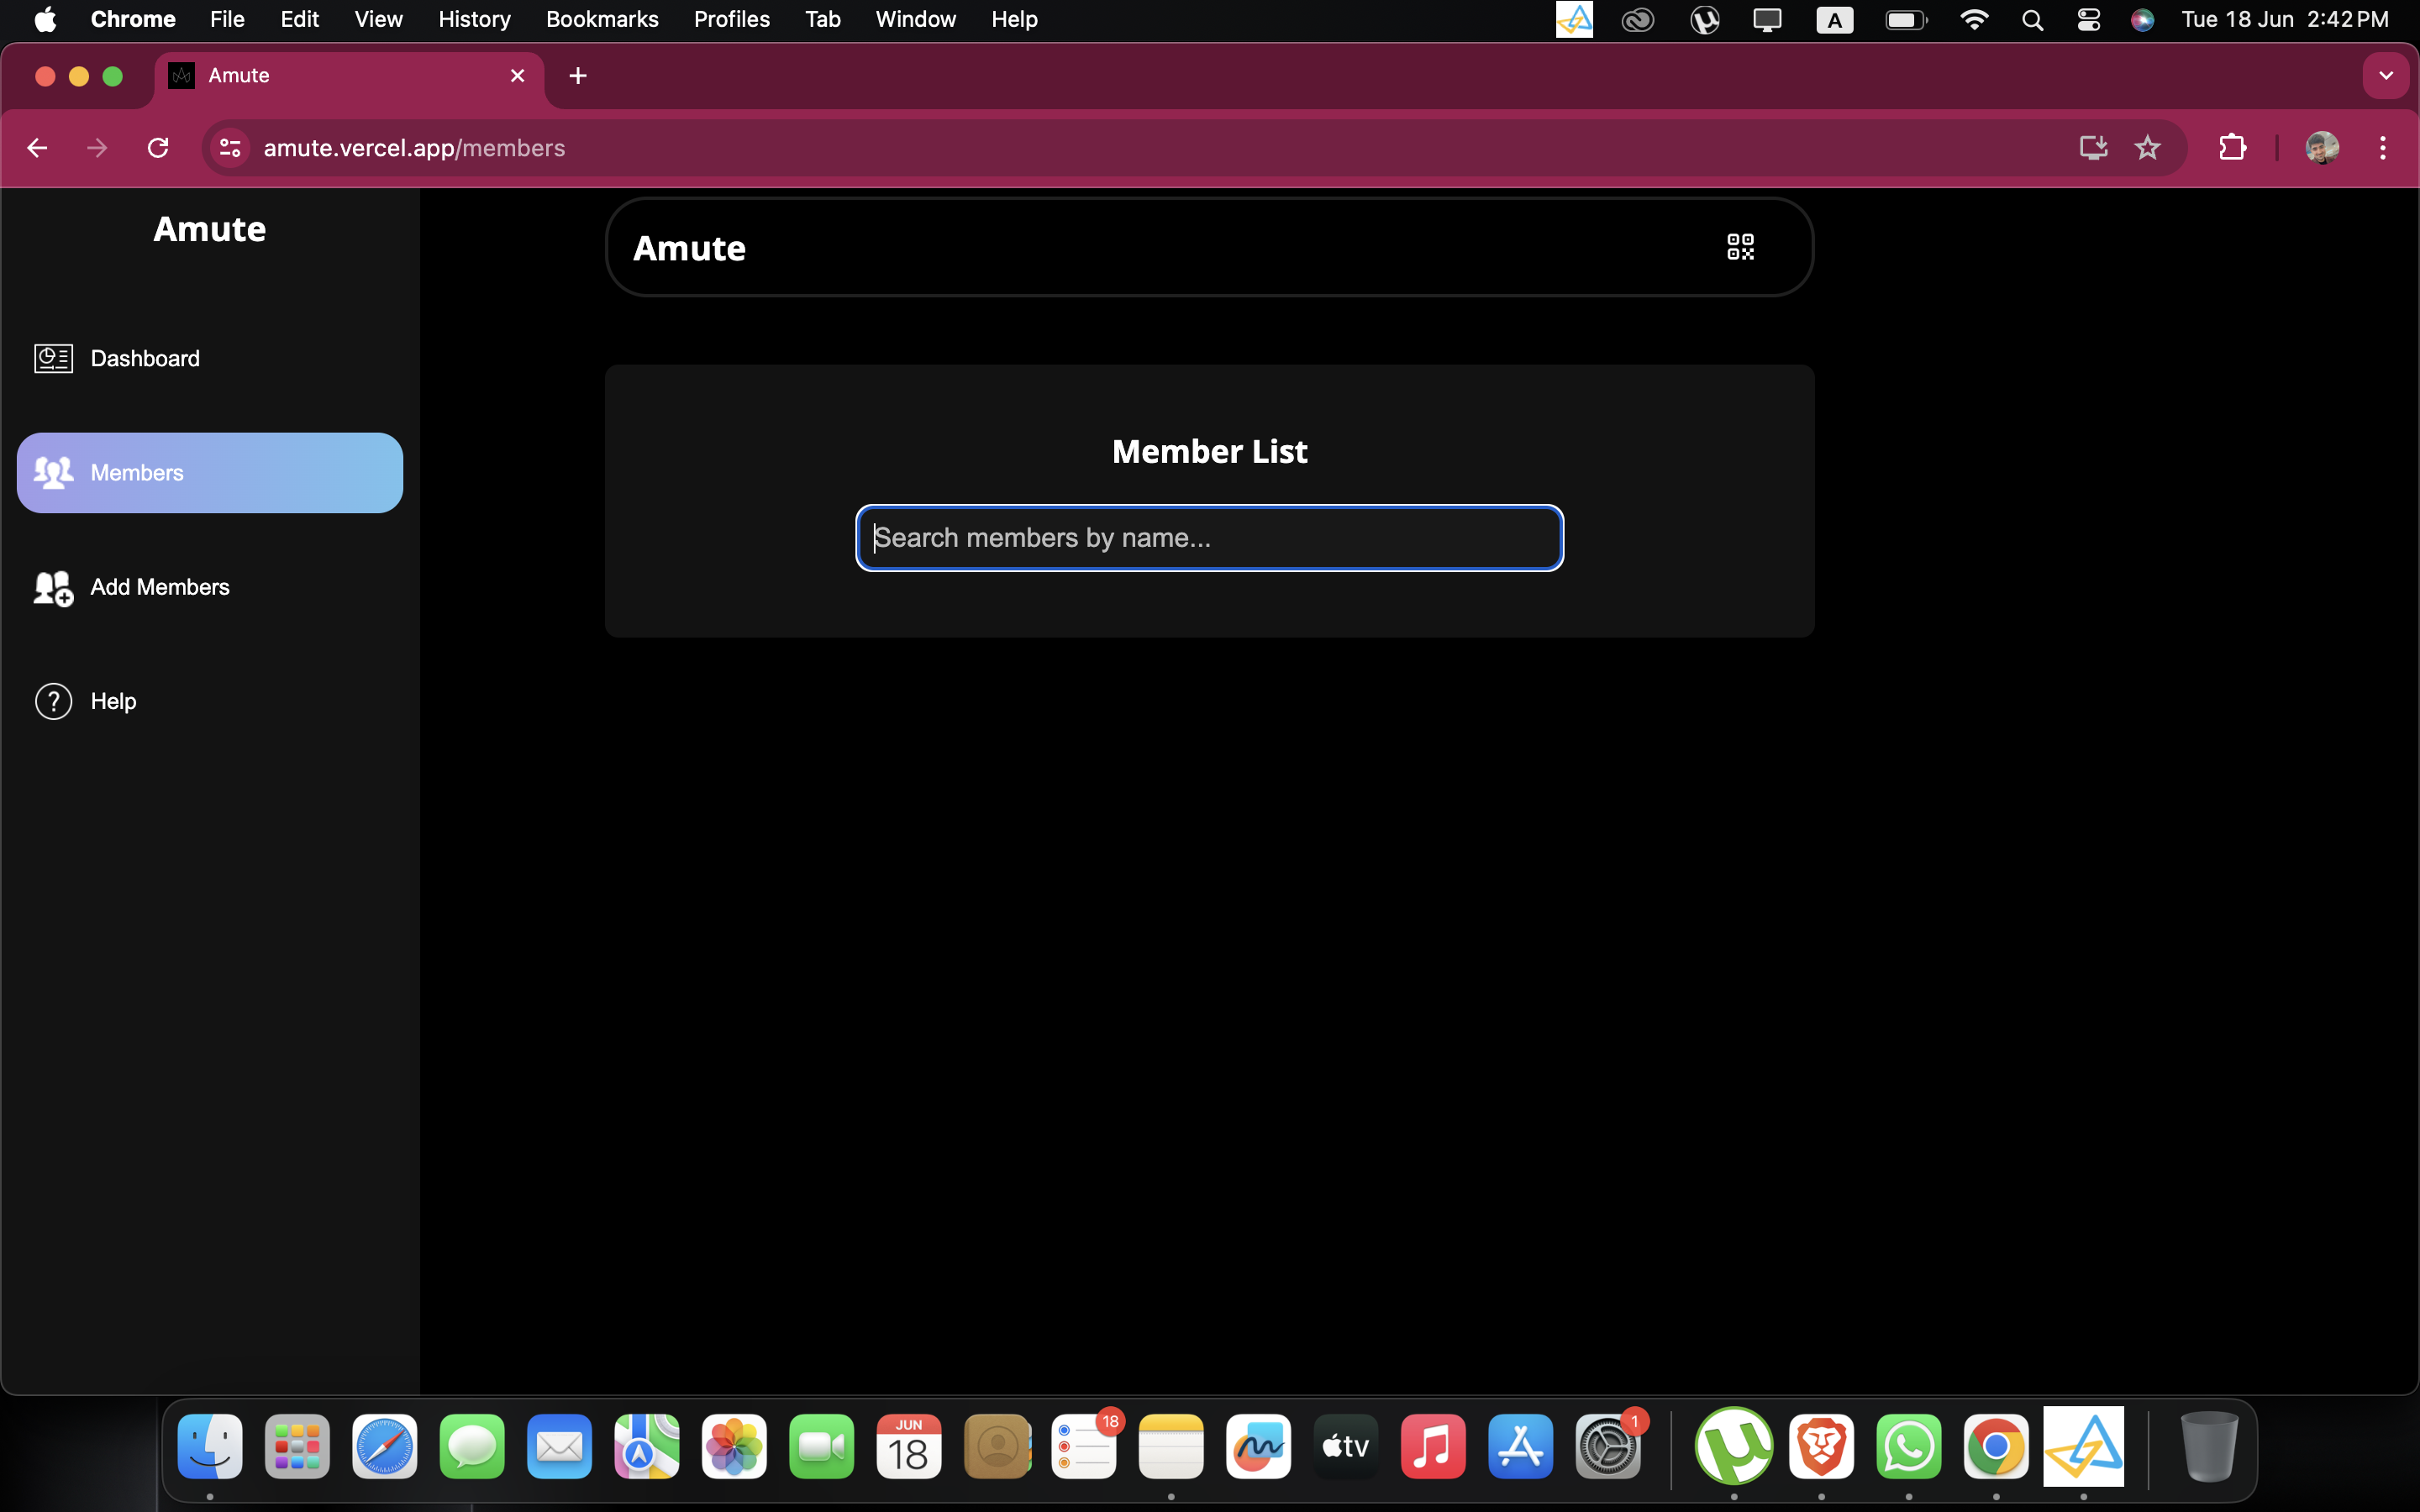 Chrome File Edit View History Bookmarks Profiles Tab Window Help A Tue 18 Jun 2:42 PM
Amute
amute.vercel.app/members
Amute
Dashboard
Members
Add Members
? Help
Amute
Member List
Search members by name...
JUN
18
18
tv
1